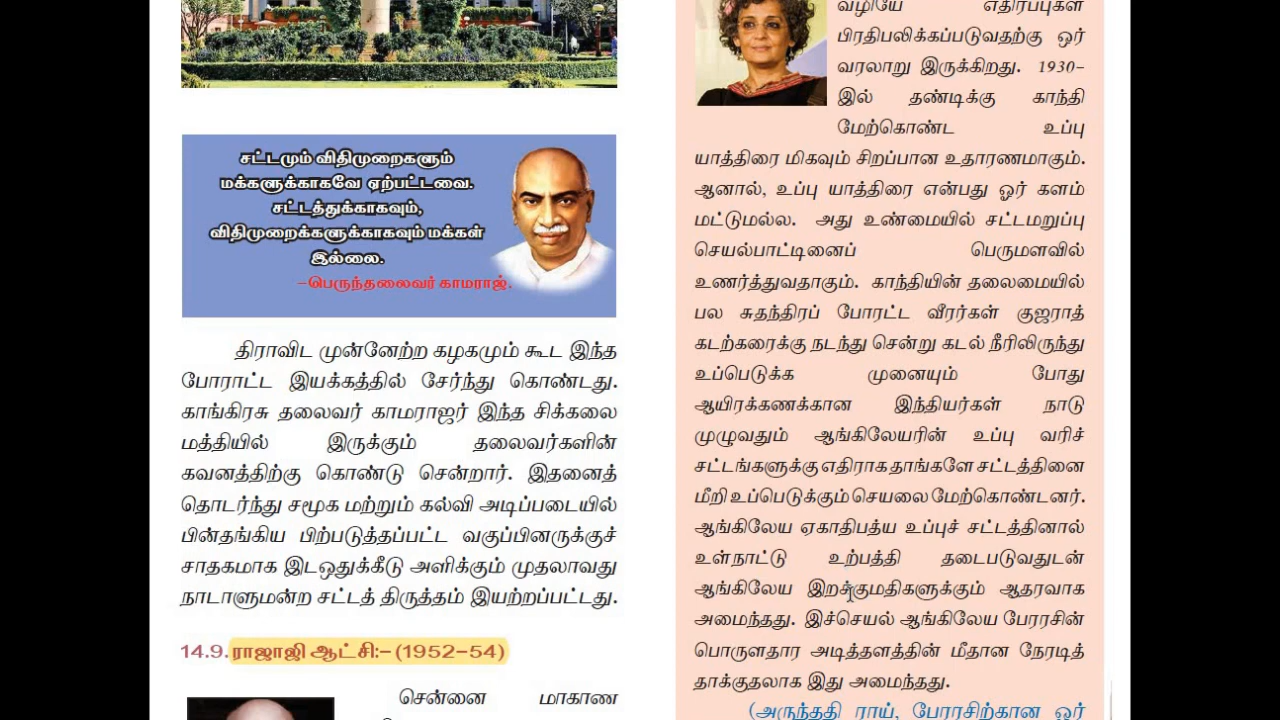 சட்டமும் விதிமுறைகளும்
மக்களுக்காகவே ஏற்பட்டவை.
சட்டத்துக்காகவும்,
விதிமுறைக்களுக்காகவும் மக்கள்
இல்லை.
–பெருந்தலைவர் காமராஜ்.
திராவிட முன்னேற்ற கழகமும் கூட இந்த
போராட்ட இயக்கத்தில் சேர்ந்து கொண்டது.
காங்கிரசு தலைவர் காமராஜர் இந்த சிக்கலை
மத்தியில் இருக்கும் தலைவர்களின்
கவனத்திற்கு கொண்டு சென்றார். இதனைத்
தொடர்ந்து சமூக மற்றும் கல்வி அடிப்படையில்
பின்தங்கிய பிற்படுத்தப்பட்ட வகுப்பினருக்குச்
சாதகமாக இடஒதுக்கீடு அளிக்கும் முதலாவது
நாடாளுமன்ற சட்டத் திருத்தம் இயற்றப்பட்டது.
14.9. ராஜாஜி ஆட்சி:– (1952–54)
சென்னை மாகாண
வழியே எதிர்ப்புகள்
பிரதிபலிக்கப்படுவதற்கு ஓர்
வரலாறு இருக்கிறது. 1930–
இல் தண்டிக்கு காந்தி
மேற்கொண்ட உப்பு
யாத்திரை மிகவும் சிறப்பான உதாரணமாகும்.
ஆனால், உப்பு யாத்திரை என்பது ஓர் களம்
மட்டுமல்ல. அது உண்மையில் சட்டமறுப்பு
செயல்பாட்டினைப் பெருமளவில்
உணர்த்துவதாகும். காந்தியின் தலைமையில்
பல சுதந்திரப் போரட்ட வீரர்கள் குஜராத்
கடற்கரைக்கு நடந்து சென்று கடல் நீரிலிருந்து
உப்பெடுக்க முனையும் போது
ஆயிரக்கணக்கான இந்தியர்கள் நாடு
முழுவதும் ஆங்கிலேயரின் உப்பு வரிச்
சட்டங்களுக்கு எதிராக தாங்களே சட்டத்தினை
மீறி உப்பெடுக்கும் செயலை மேற்கொண்டனர்.
ஆங்கிலேய ஏகாதிபத்ய உப்புச் சட்டத்தினால்
உள்நாட்டு உற்பத்தி தடைபடுவதுடன்
ஆங்கிலேய இறக்குமதிகளுக்கும் ஆதரவாக
அமைந்தது. இச்செயல் ஆங்கிலேய பேரரசின்
பொருளதார அடித்தளத்தின் மீதான நேரடித்
தாக்குதலாக இது அமைந்தது.
(அருந்ததி ராய், பேரரசிற்கான ஓர்